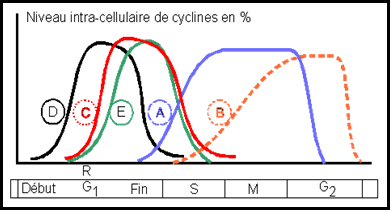 Niveau intra-cellulaire de cyclines en %
D C E A B
R
Début G1 Fin S M G2